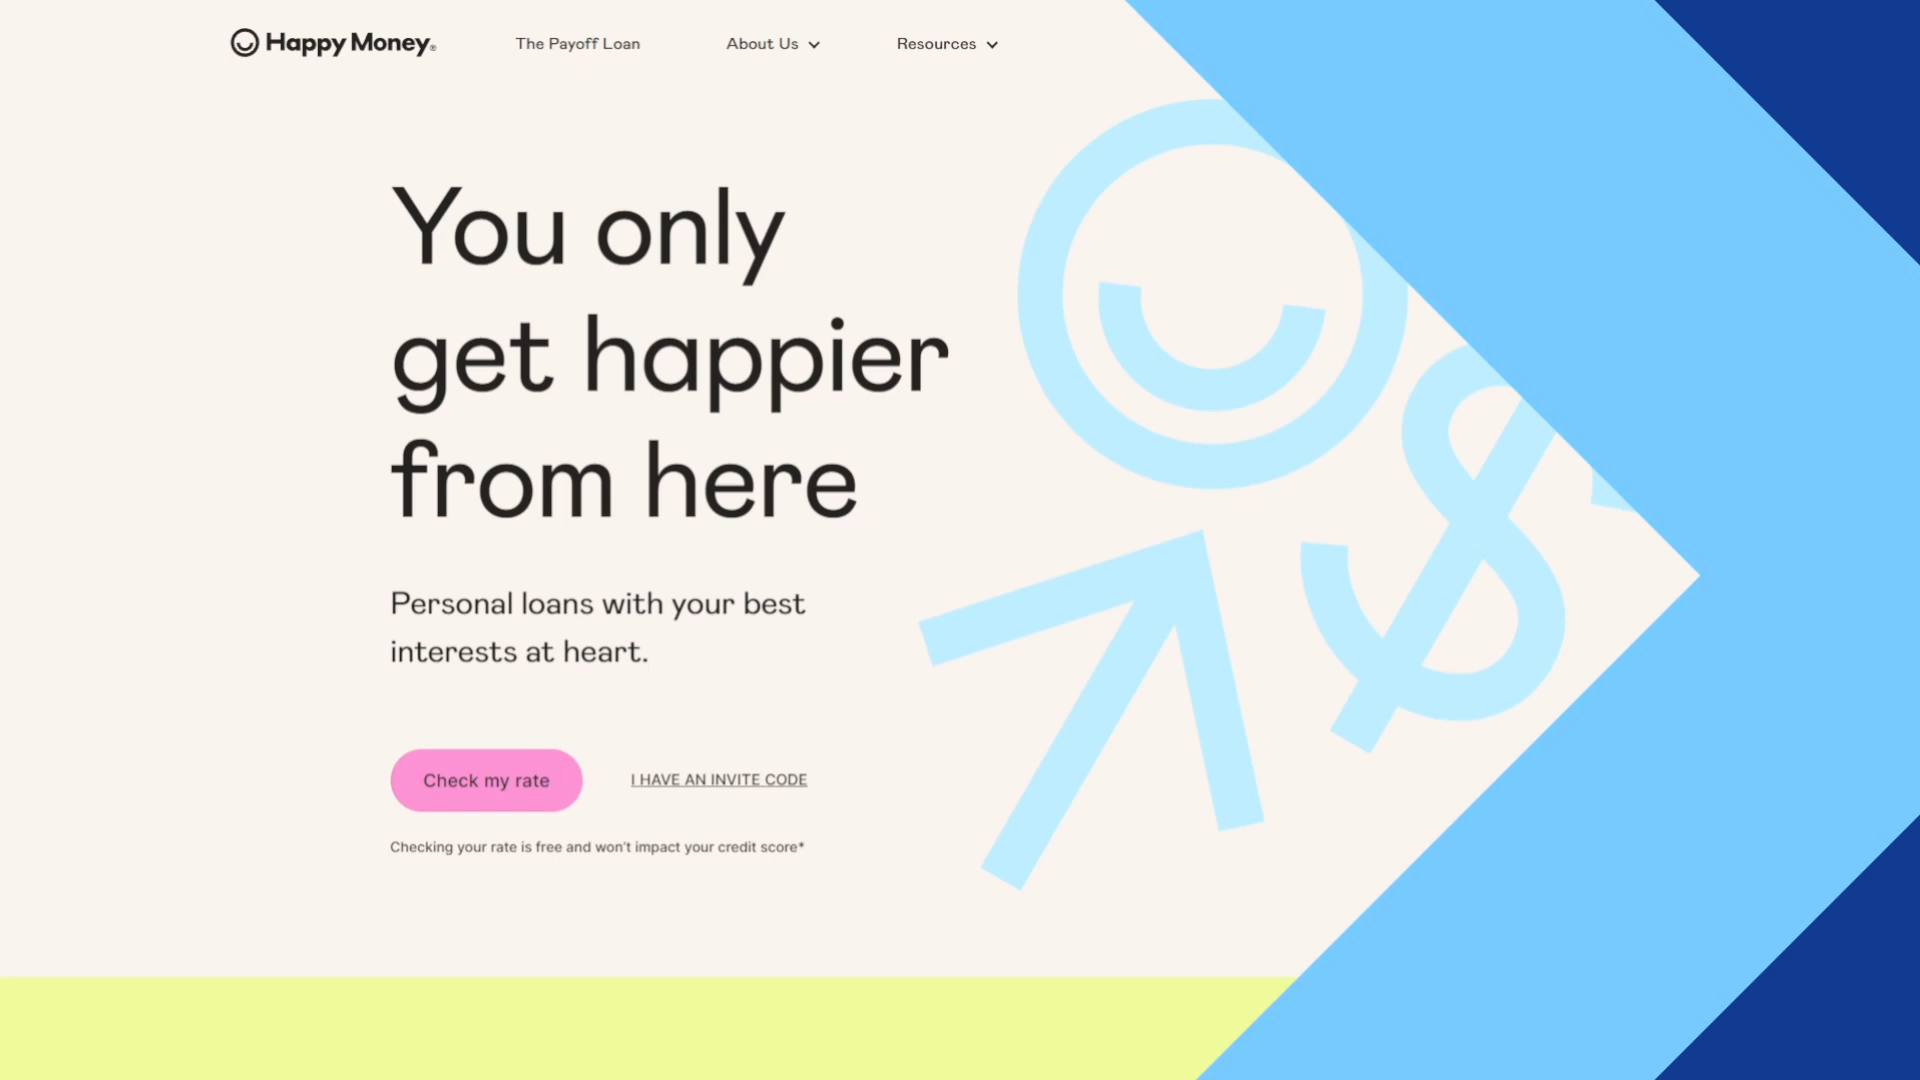 Happy Money®
The Payoff Loan
About Us
Resources
You only
get happier
from here
Personal loans with your best
interests at heart.
Check my rate
I HAVE AN INVITE CODE
Checking your rate is free and won't impact your credit score*